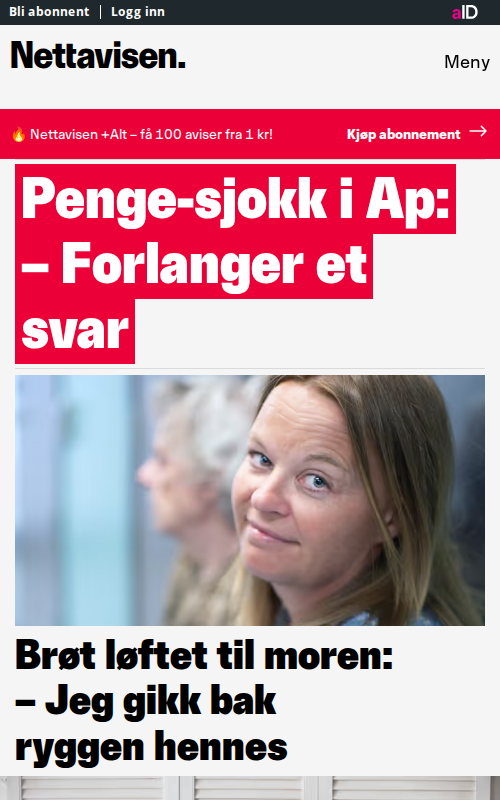 Bli abonnent | Logg inn
aID
Nettavisen.
Meny
🔥 Nettavisen +Alt – få 100 aviser fra 1 kr!
Kjøp abonnement →
Penge-sjokk i Ap:
– Forlanger et
svar
Brøt løftet til moren:
– Jeg gikk bak
ryggen hennes